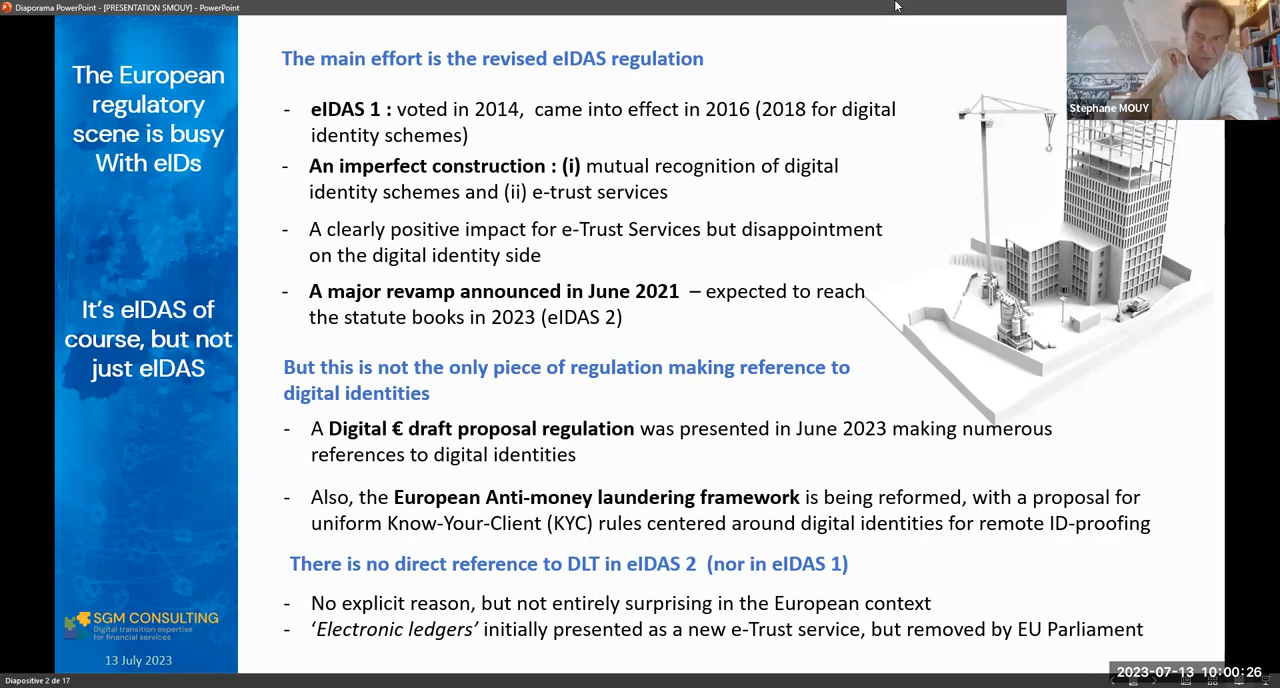 Diaporama PowerPoint - [PRESENTATION SMOUY] - PowerPoint
The European
regulatory
scene is busy
With eIDs
It's eIDAS of
course, but not
just eIDAS
SGM CONSULTING
Digital transition expertise
for financial services
13 July 2023
The main effort is the revised eIDAS regulation
- eIDAS 1 : voted in 2014, came into effect in 2016 (2018 for digital
identity schemes)
- An imperfect construction : (i) mutual recognition of digital
identity schemes and (ii) e-trust services
- A clearly positive impact for e-Trust Services but disappointment
on the digital identity side
- A major revamp announced in June 2021 – expected to reach
the statute books in 2023 (eIDAS 2)
But this is not the only piece of regulation making reference to
digital identities
- A Digital € draft proposal regulation was presented in June 2023 making numerous
references to digital identities
- Also, the European Anti-money laundering framework is being reformed, with a proposal for
uniform Know-Your-Client (KYC) rules centered around digital identities for remote ID-proofing
There is no direct reference to DLT in eIDAS 2 (nor in eIDAS 1)
- No explicit reason, but not entirely surprising in the European context
- ‘Electronic ledgers’ initially presented as a new e-Trust service, but removed by EU Parliament
Stephane MOUY
Diapositive 2 de 17
2023-07-13 10:00:26